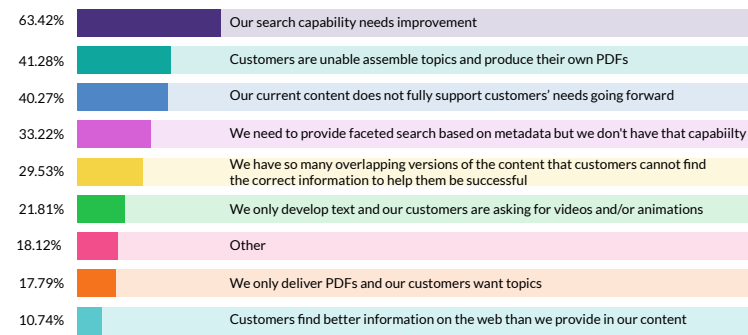 63.42% Our search capability needs improvement
41.28% Customers are unable assemble topics and produce their own PDFs
40.27% Our current content does not fully support customers' needs going forward
33.22% We need to provide faceted search based on metadata but we don't have that capabiilty
29.53% We have so many overlapping versions of the content that customers cannot find
the correct information to help them be successful
21.81% We only develop text and our customers are asking for videos and/or animations
18.12% Other
17.79% We only deliver PDFs and our customers want topics
10.74% Customers find better information on the web than we provide in our content